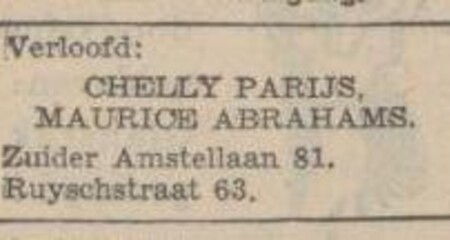 Verloofd:
CHELLY PARIJS,
MAURICE ABRAHAMS.
Zuider Amstellaan 81.
Ruyschstraat 63.